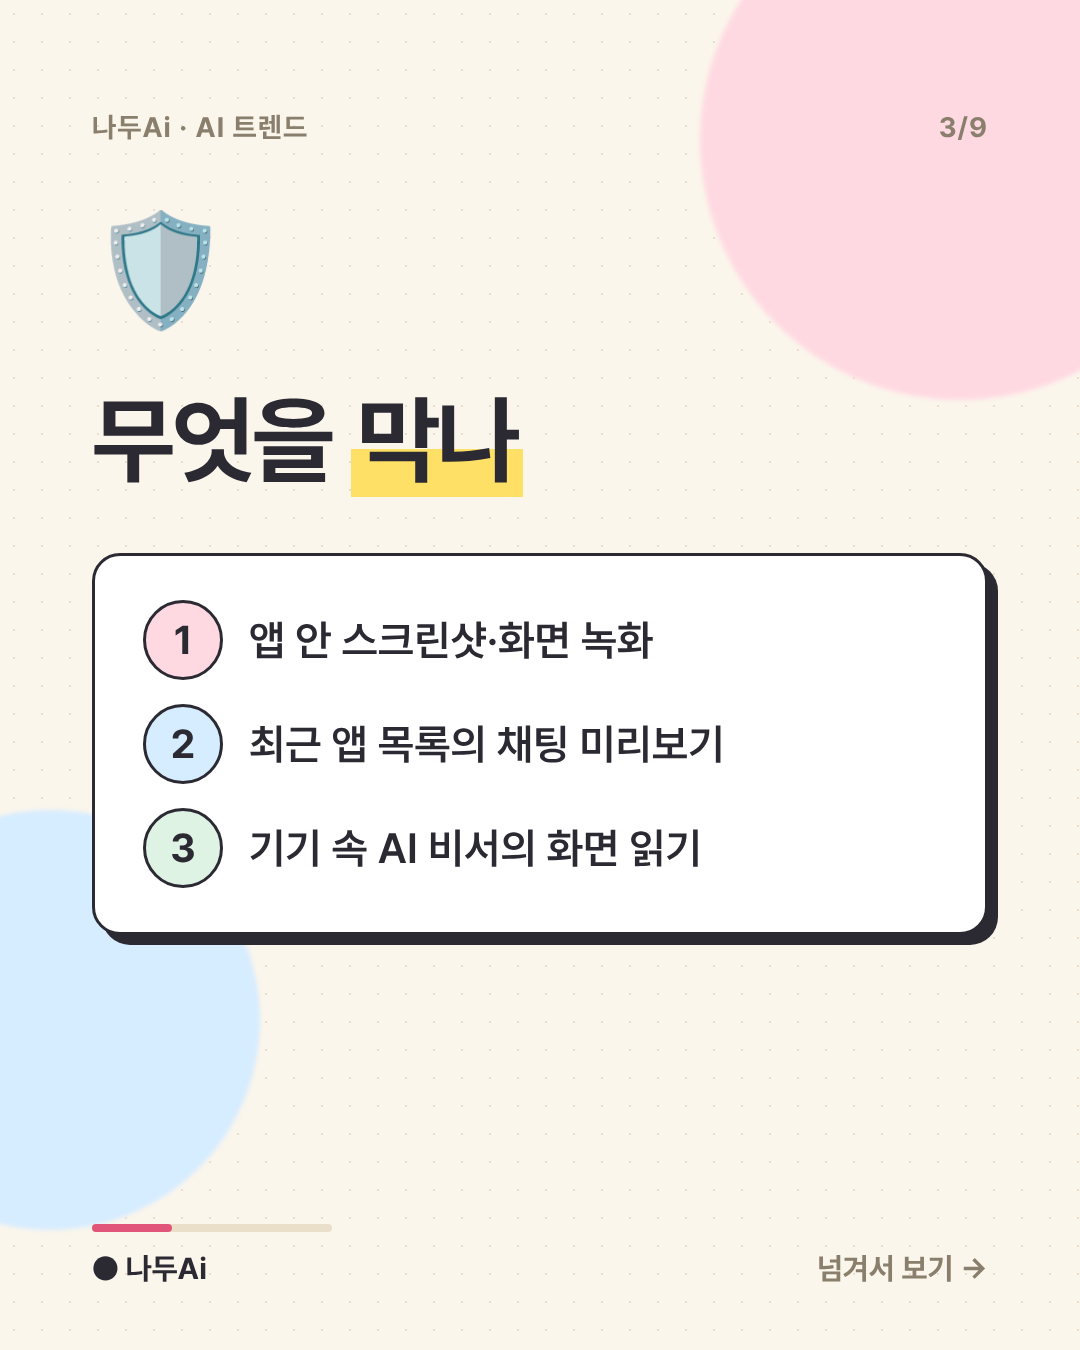 나두Ai · AI 트렌드
3/9
무엇을 막나
1 앱 안 스크린샷·화면 녹화
2 최근 앱 목록의 채팅 미리보기
3 기기 속 AI 비서의 화면 읽기
나두Ai
넘겨서 보기 →